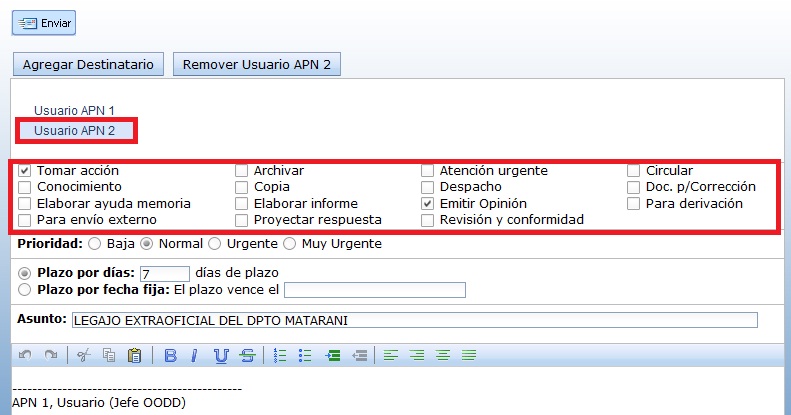 Enviar
Agregar Destinatario Remover Usuario APN 2
Usuario APN 1
Usuario APN 2
Tomar acción Archivar Atención urgente Circular
Conocimiento Copia Despacho Doc. p/Corrección
Elaborar ayuda memoria Elaborar informe Emitir Opinión Para derivación
Para envío externo Proyectar respuesta Revisión y conformidad
Prioridad: Baja Normal Urgente Muy Urgente
Plazo por días: 7 días de plazo
Plazo por fecha fija: El plazo vence el
Asunto: LEGAJO EXTRAOFICIAL DEL DPTO MATARANI
B I U S
----------------------------------------------
APN 1, Usuario (Jefe OODD)